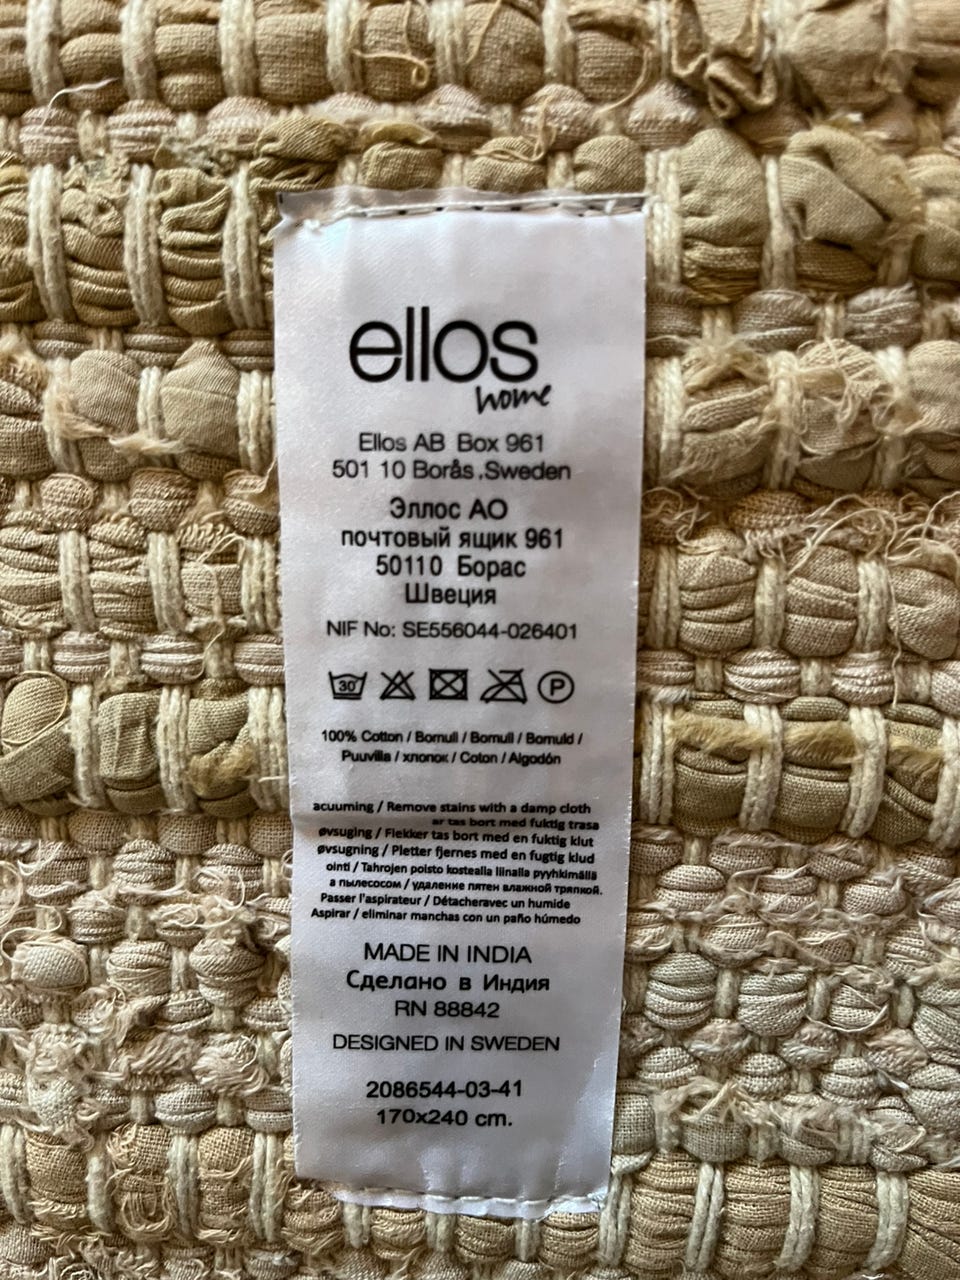 ellos
home
Ellos AB Box 961
501 10 Borås .Sweden
Эллос АО
почтовый ящик 961
50110 Борас
Швеция
NIF No: SE556044-026401
30
P
100% Cotton / Bomull / Bomull / Bomuld /
Puuvilla / хлопок / Coton / Algodón
acuuming / Remove stains with a damp cloth
ar tas bort med fuktig trasa
øvsuging / Flekker tas bort med en fuktig klut
øvsugning / Pletter fjernes med en fugtig klud
ointi / Tahrojen poisto kostealla liinalla pyyhkimällä
а пылесосом / удаление пятен влажной тряпкой.
Passer l'aspirateur / Détacheravec un humide
Aspirar / eliminar manchas con un paño húmedo
MADE IN INDIA
Сделано в Индия
RN 88842
DESIGNED IN SWEDEN
2086544-03-41
170x240 cm.